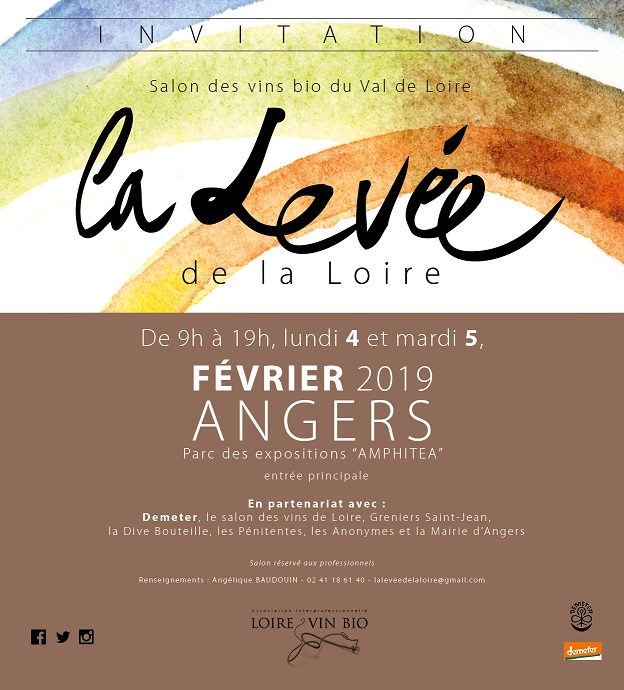 INVITATION
Salon des vins bio du Val de Loire
La Levée
de la Loire
De 9h à 19h, lundi 4 et mardi 5,
FÉVRIER 2019
ANGERS
Parc des expositions “AMPHITEA”
entrée principale
En partenariat avec :
Demeter, le salon des vins de Loire, Greniers Saint-Jean,
la Dive Bouteille, les Pénitentes, les Anonymes et la Mairie d’Angers
Salon réservé aux professionnels
Renseignements : Angélique BAUDOUIN - 02 41 18 61 40 - laleveedelaloire@gmail.com
Association Interprofessionnelle
LOIRE VIN BIO
DEMETER
demeter